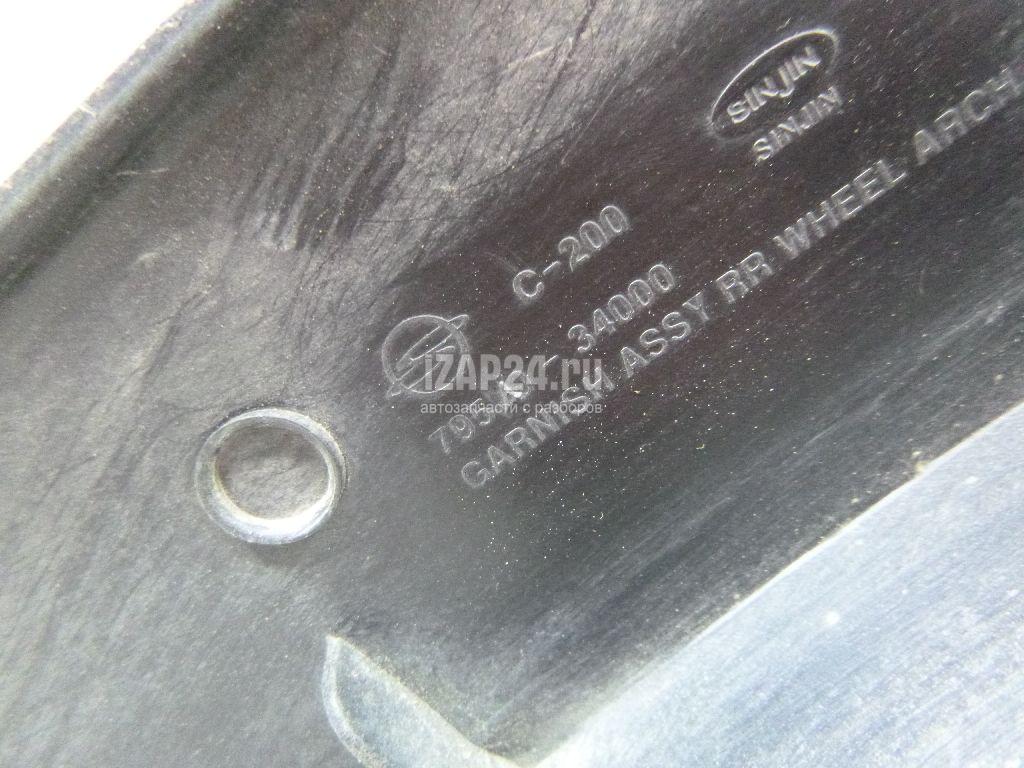 SINJIN
SINJIN
C-200
34000
GARNISH ASSY RR WHEEL ARCH
iZAP24.ru
автозапчасти с разборов